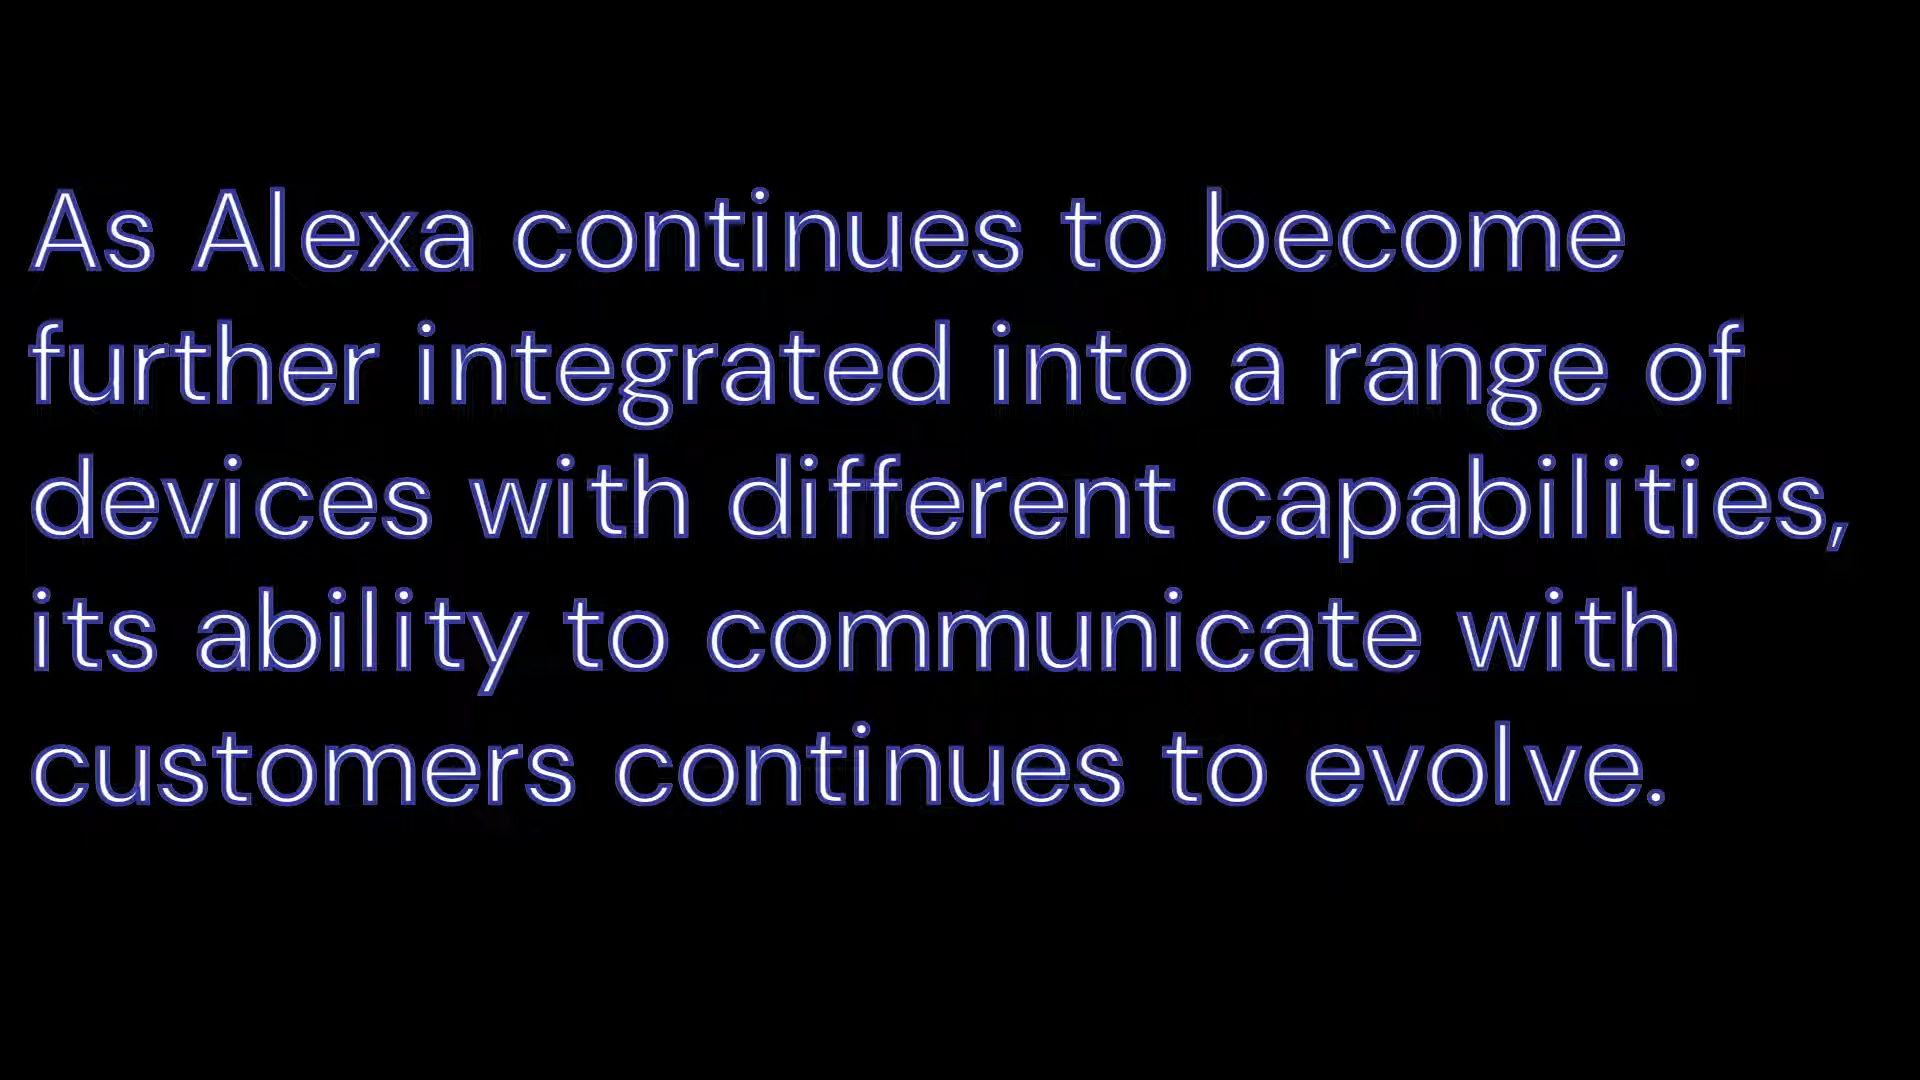 As Alexa continues to become
further integrated into a range of
devices with different capabilities,
its ability to communicate with
customers continues to evolve.